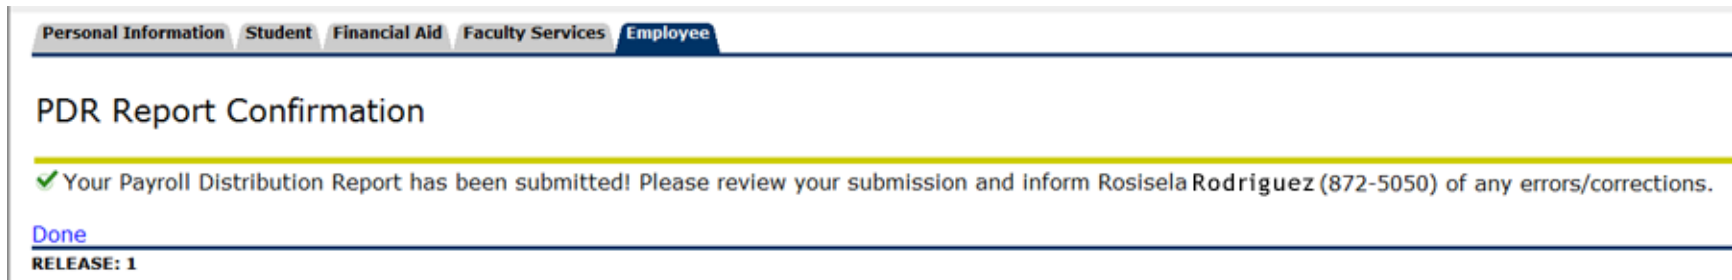 Personal Information Student Financial Aid Faculty Services Employee
PDR Report Confirmation
Your Payroll Distribution Report has been submitted! Please review your submission and inform Rosisela Rodriguez (872-5050) of any errors/corrections.
Done
RELEASE: 1